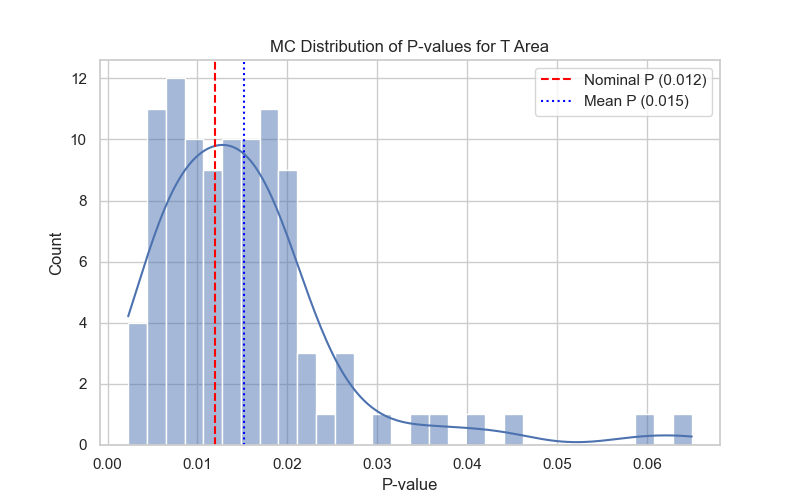 MC Distribution of P-values for T Area
Nominal P (0.012)
Mean P (0.015)
Count
12
10
8
6
4
2
0
0.00 0.01 0.02 0.03 0.04 0.05 0.06
P-value